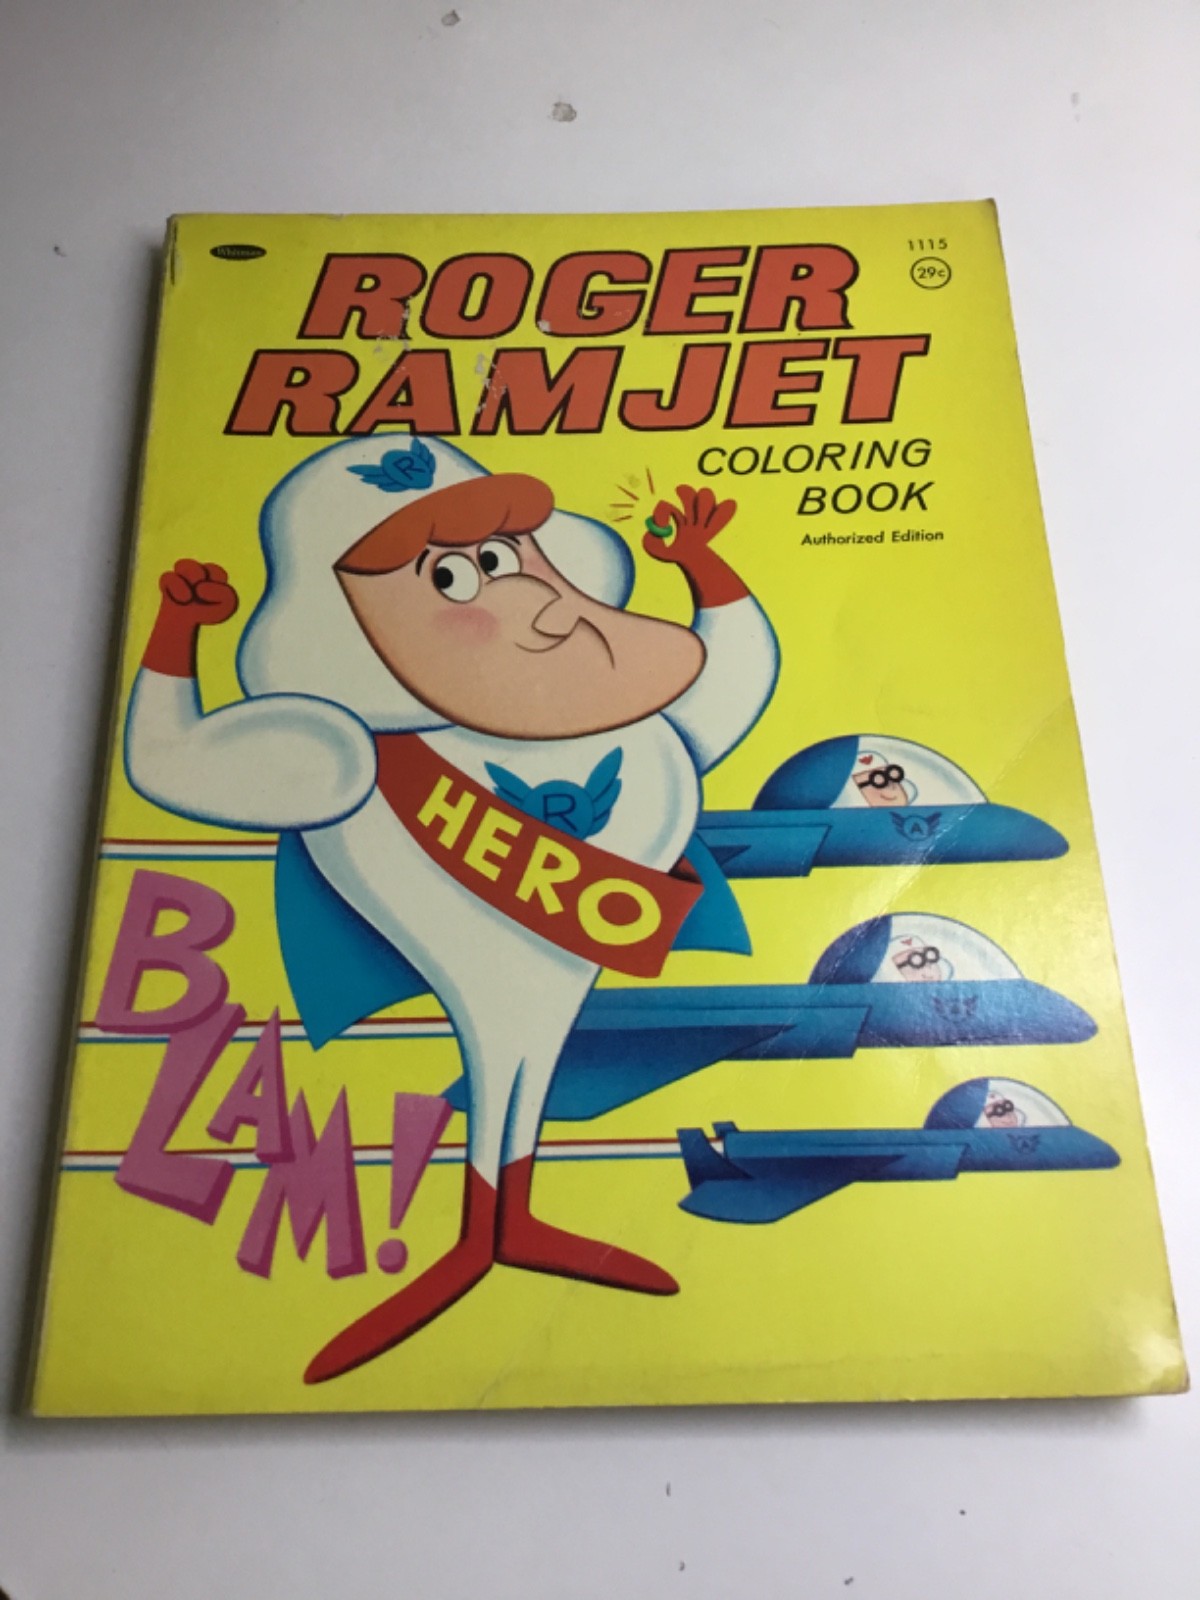 Whitman
1115
29¢
ROGER
RAMJET
COLORING
BOOK
Authorized Edition
R
R
HERO
A
A
A
BLAM!